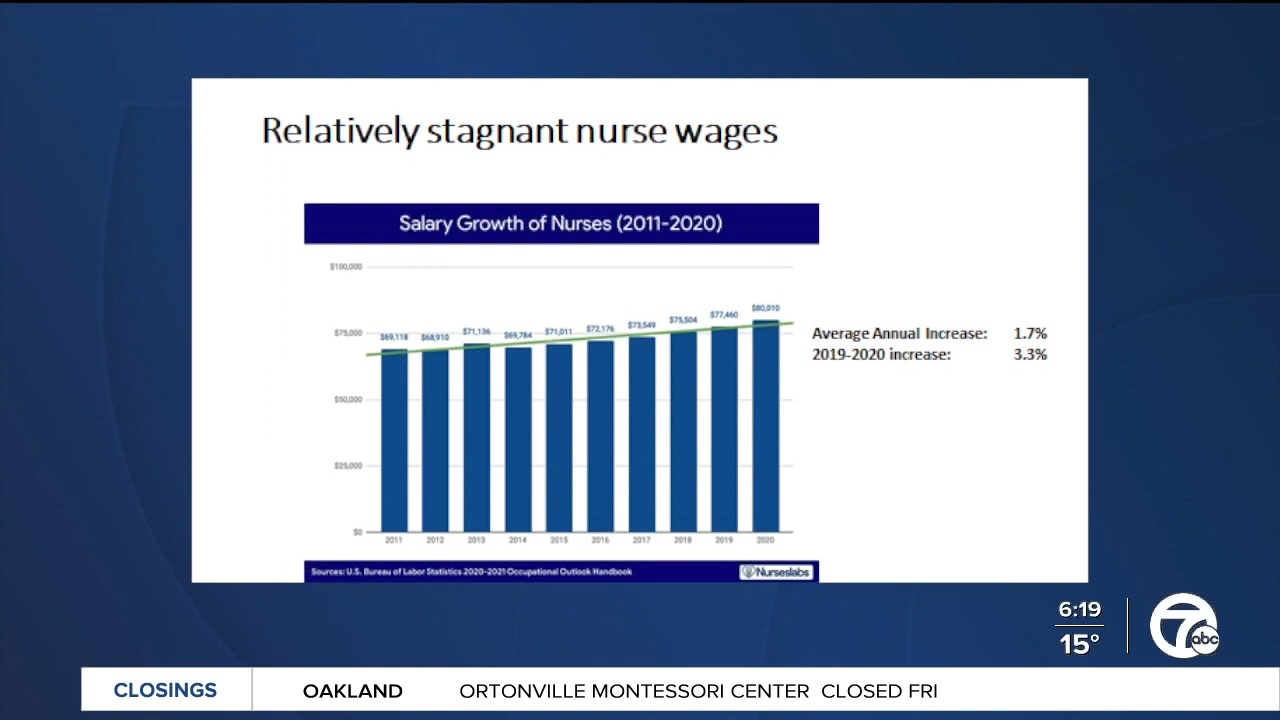 Relatively stagnant nurse wages
Salary Growth of Nurses (2011-2020)
$100,000
$80,010
$77,460
$75,504
$73,549
$72,176
$71,011
$69,784
$71,136
$68,910
$69,118
$75,000
$50,000
$25,000
$0
2011 2012 2013 2014 2015 2016 2017 2018 2019 2020
Average Annual Increase: 1.7%
2019-2020 increase: 3.3%
Sources: U.S. Bureau of Labor Statistics 2020-2021 Occupational Outlook Handbook
Nurseslabs
6:19
15°
7 abc
CLOSINGS OAKLAND ORTONVILLE MONTESSORI CENTER CLOSED FRI